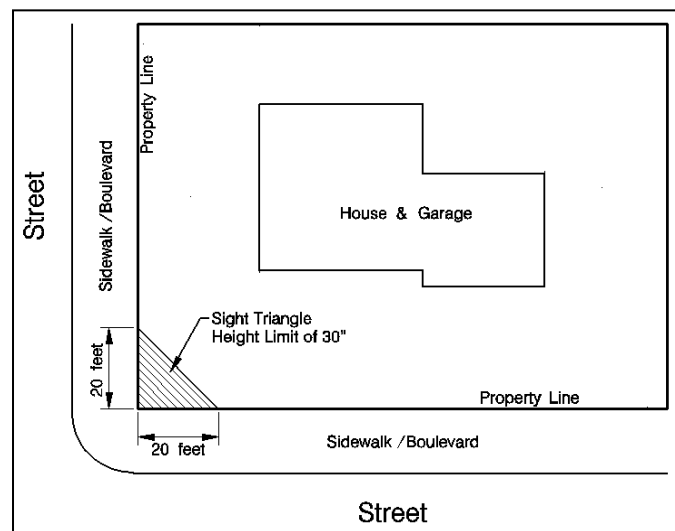 Property Line
Street
Sidewalk /Boulevard
House & Garage
Sight Triangle
Height Limit of 30"
20 feet
Property Line
20 feet
Sidewalk /Boulevard
Street